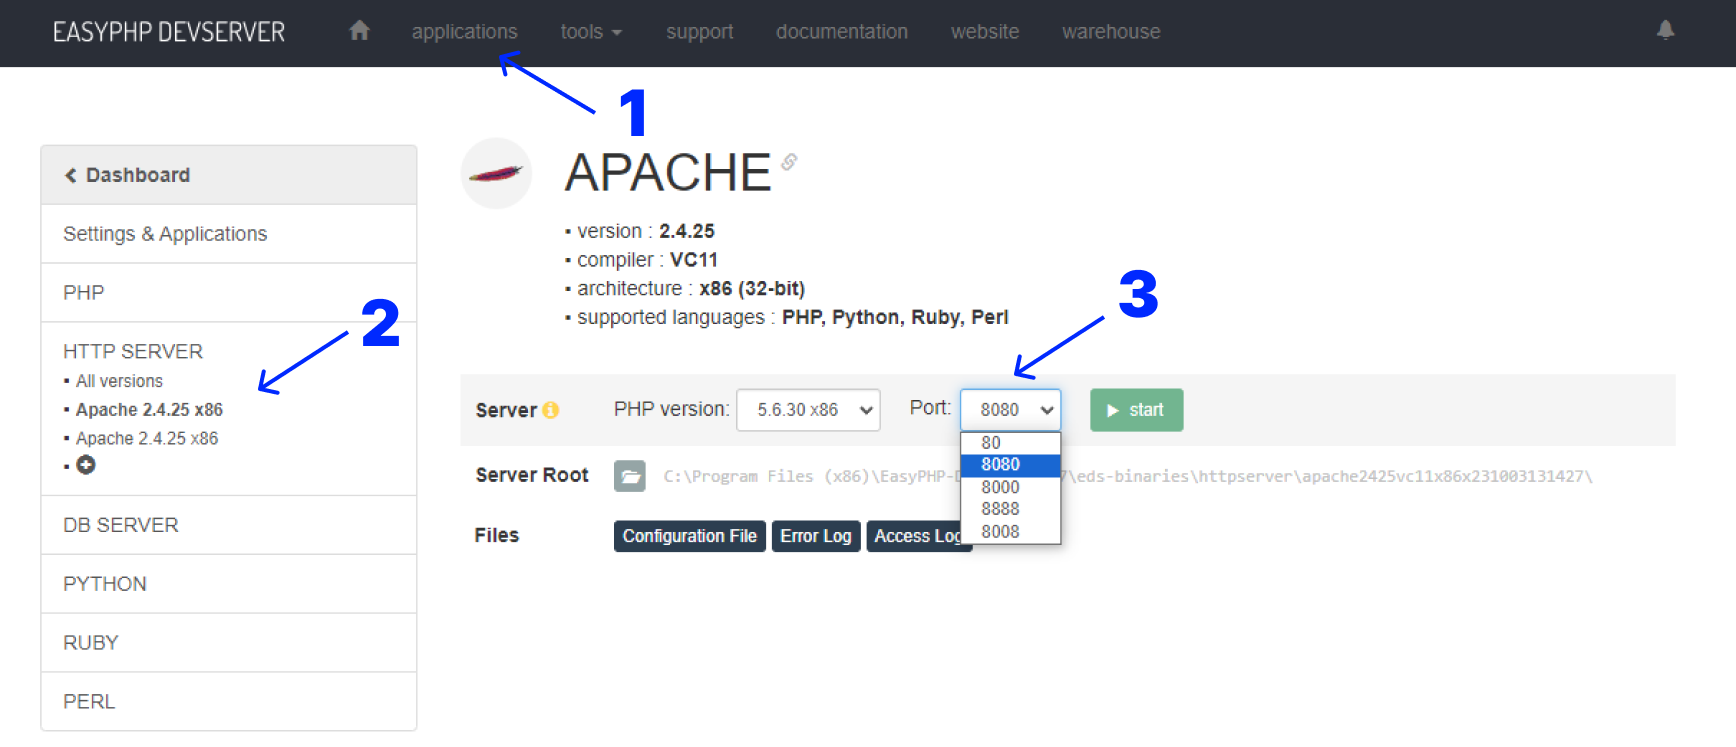 EASYPHP DEVSERVER applications tools support documentation website warehouse
1
Dashboard
Settings & Applications
PHP
HTTP SERVER
▪ All versions
▪ Apache 2.4.25 x86
▪ Apache 2.4.25 x86
▪
DB SERVER
PYTHON
RUBY
PERL
2
APACHE
▪ version : 2.4.25
▪ compiler : VC11
▪ architecture : x86 (32-bit)
▪ supported languages : PHP, Python, Ruby, Perl
3
Server PHP version: 5.6.30 x86 Port: 8080 start
80
8080
8000
8888
8008
Server Root C:\Program Files (x86)\EasyPHP-D 7\eds-binaries\httpserver\apache2425vc11x86x231003131427\
Files Configuration File Error Log Access Log